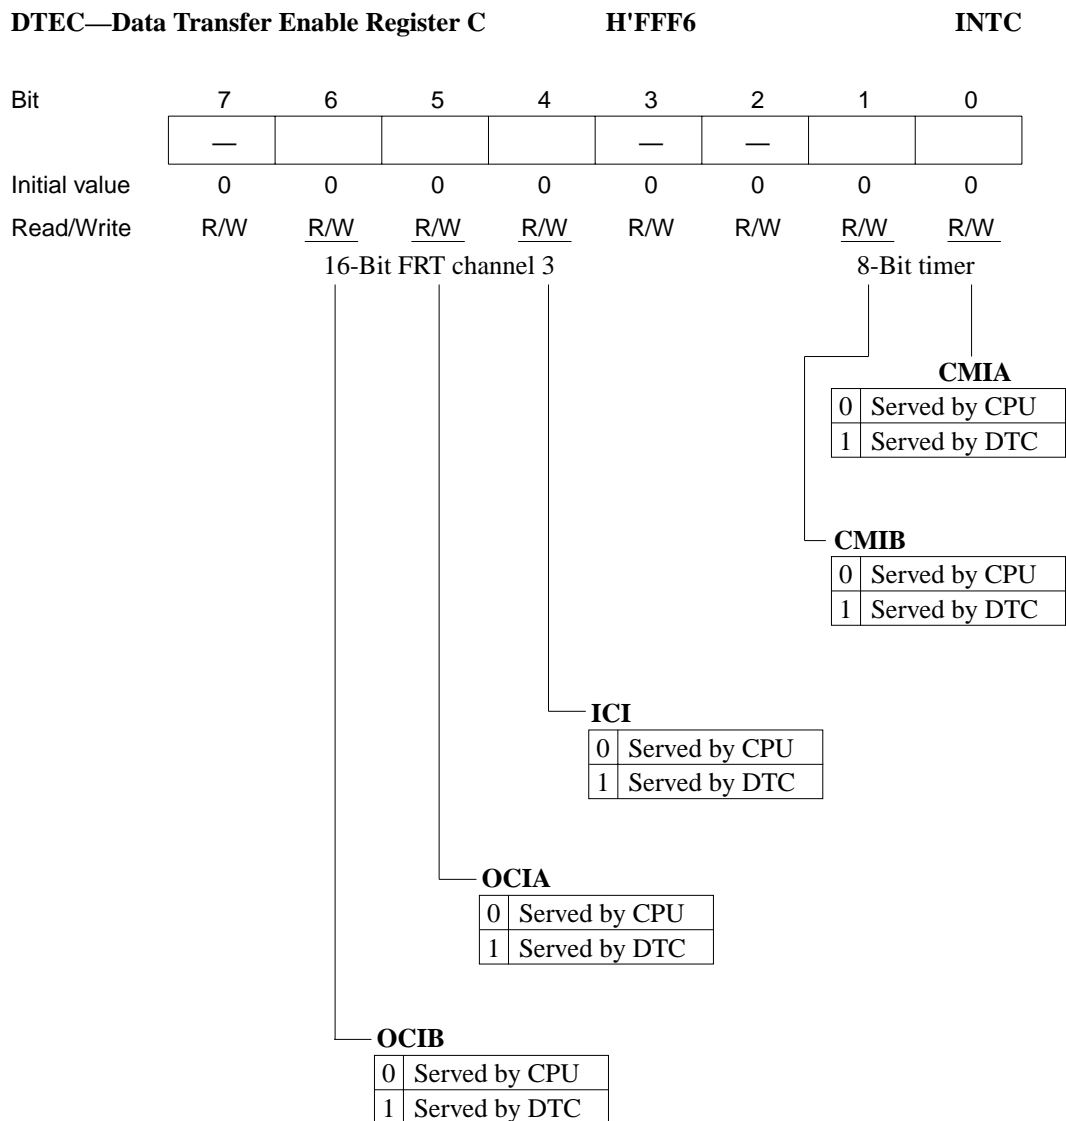 DTEC—Data Transfer Enable Register C H'FFF6 INTC
Bit 7 6 5 4 3 2 1 0
— — —
Initial value 0 0 0 0 0 0 0 0
Read/Write R/W R/W R/W R/W R/W R/W R/W R/W
16-Bit FRT channel 3 8-Bit timer
CMIA
0 Served by CPU
1 Served by DTC
CMIB
0 Served by CPU
1 Served by DTC
ICI
0 Served by CPU
1 Served by DTC
OCIA
0 Served by CPU
1 Served by DTC
OCIB
0 Served by CPU
1 Served by DTC